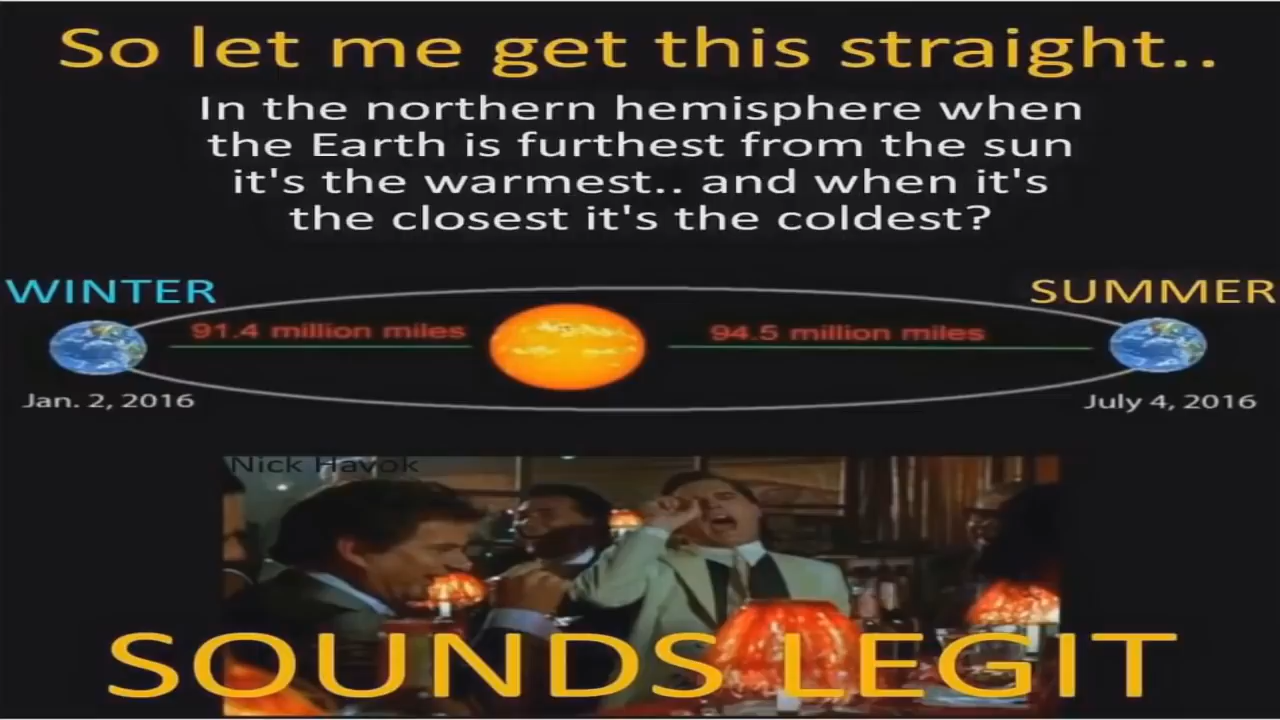 So let me get this straight..
In the northern hemisphere when
the Earth is furthest from the sun
it's the warmest.. and when it's
the closest it's the coldest?
WINTER
SUMMER
91.4 million miles
94.5 million miles
Jan. 2, 2016
July 4, 2016
Nick Havok
SOUNDS LEGIT